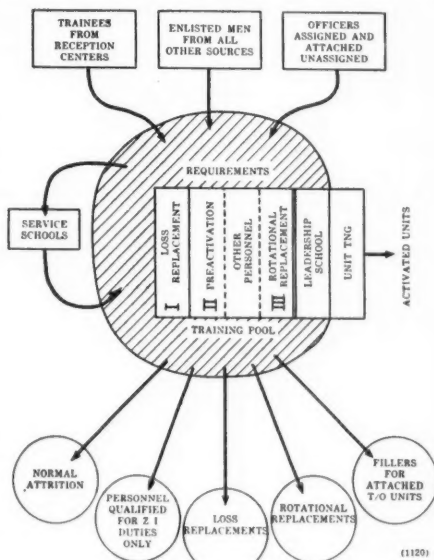 TRAINEES
FROM
RECEPTION
CENTERS
ENLISTED MEN
FROM ALL
OTHER SOURCES
OFFICERS
ASSIGNED AND
ATTACHED
UNASSIGNED
REQUIREMENTS
SERVICE
SCHOOLS
LOSS
REPLACEMENT
I
PREACTIVATION
II
OTHER
PERSONNEL
ROTATIONAL
REPLACEMENT
III
LEADERSHIP
SCHOOL
UNIT TNG
ACTIVATED UNITS
TRAINING POOL
NORMAL
ATTRITION
PERSONNEL
QUALIFIED
FOR Z I
DUTIES
ONLY
LOSS
REPLACEMENTS
ROTATIONAL
REPLACEMENTS
FILLERS
FOR
ATTACHED
T/O UNITS
(1120)